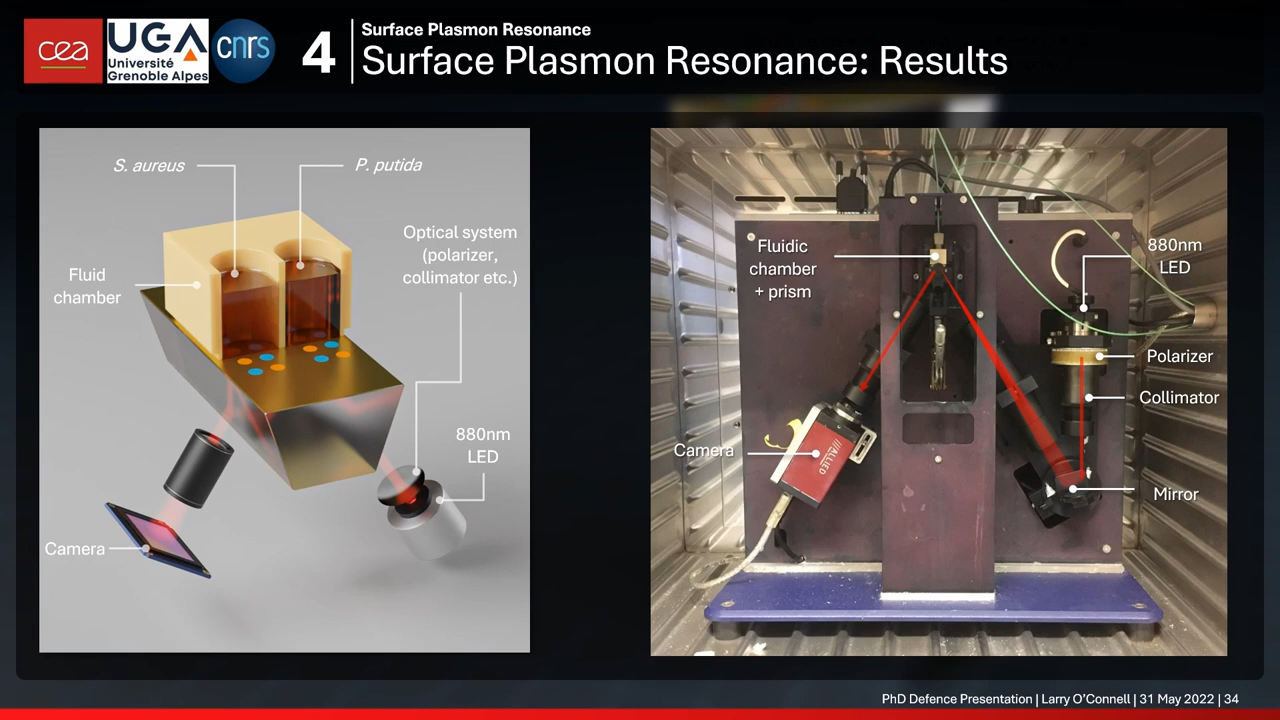 cea
UGA
Université
Grenoble Alpes
cnrs
4
Surface Plasmon Resonance
Surface Plasmon Resonance: Results
S. aureus
P. putida
Optical system
(polarizer,
collimator etc.)
Fluid
chamber
880nm
LED
Camera
Fluidic
chamber
+ prism
880nm
LED
Polarizer
Collimator
Camera
ALLIED
Mirror
PhD Defence Presentation | Larry O'Connell | 31 May 2022 | 34